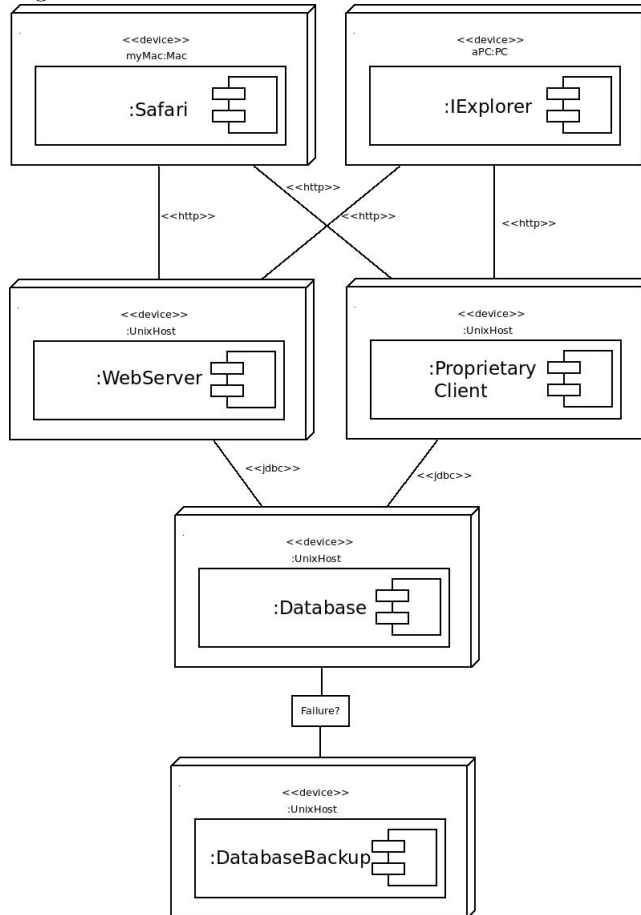 <<device>>
myMac:Mac
:Safari
<<device>>
aPC:PC
:IExplorer
<<http>>
<<http>>
<<http>>
<<http>>
<<device>>
:UnixHost
:WebServer
<<device>>
:UnixHost
:Proprietary
Client
<<jdbc>>
<<jdbc>>
<<device>>
:UnixHost
:Database
Failure?
<<device>>
:UnixHost
:DatabaseBackup